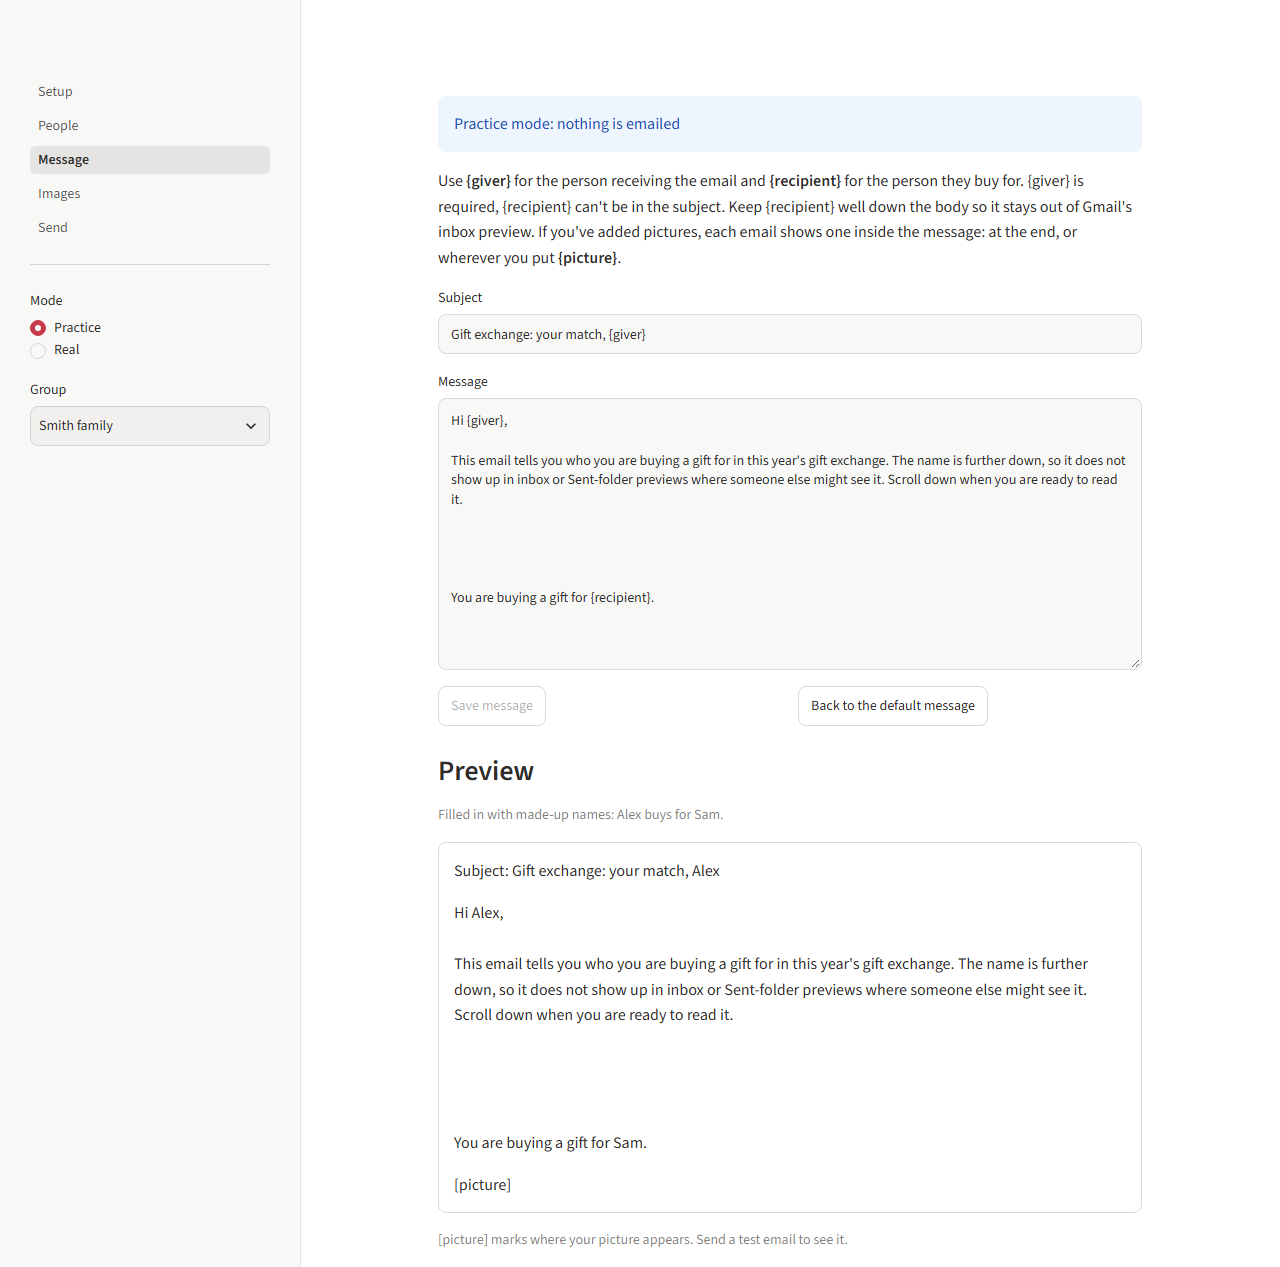 Setup
People
Message
Images
Send
Mode
Practice
Real
Group
Smith family
Practice mode: nothing is emailed
Use {giver} for the person receiving the email and {recipient} for the person they buy for. {giver} is
required, {recipient} can't be in the subject. Keep {recipient} well down the body so it stays out of Gmail's
inbox preview. If you've added pictures, each email shows one inside the message: at the end, or
wherever you put {picture}.
Subject
Gift exchange: your match, {giver}
Message
Hi {giver},
This email tells you who you are buying a gift for in this year's gift exchange. The name is further down, so it does not
show up in inbox or Sent-folder previews where someone else might see it. Scroll down when you are ready to read
it.
You are buying a gift for {recipient}.
Save message
Back to the default message
Preview
Filled in with made-up names: Alex buys for Sam.
Subject: Gift exchange: your match, Alex
Hi Alex,
This email tells you who you are buying a gift for in this year's gift exchange. The name is further
down, so it does not show up in inbox or Sent-folder previews where someone else might see it.
Scroll down when you are ready to read it.
You are buying a gift for Sam.
[picture]
[picture] marks where your picture appears. Send a test email to see it.